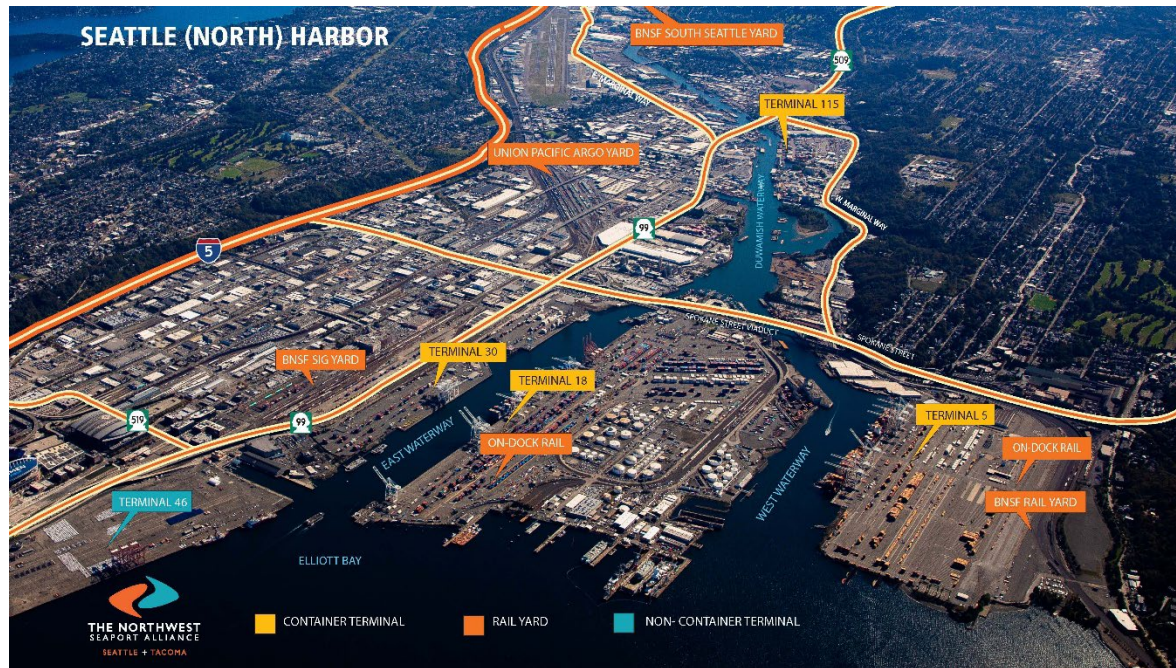 SEATTLE (NORTH) HARBOR
BNSF SOUTH SEATTLE YARD
509
E. MARGINAL WAY
TERMINAL 115
UNION PACIFIC ARGO YARD
W. MARGINAL WAY
DUWAMISH WATERWAY
99
5
SPOKANE STREET VIADUCT
SPOKANE STREET
BNSF SIG YARD
TERMINAL 30
TERMINAL 18
TERMINAL 5
519
99
ON-DOCK RAIL
EAST WATERWAY
WEST WATERWAY
ON-DOCK RAIL
BNSF RAIL YARD
TERMINAL 46
ELLIOTT BAY
THE NORTHWEST
SEAPORT ALLIANCE
SEATTLE + TACOMA
CONTAINER TERMINAL
RAIL YARD
NON- CONTAINER TERMINAL